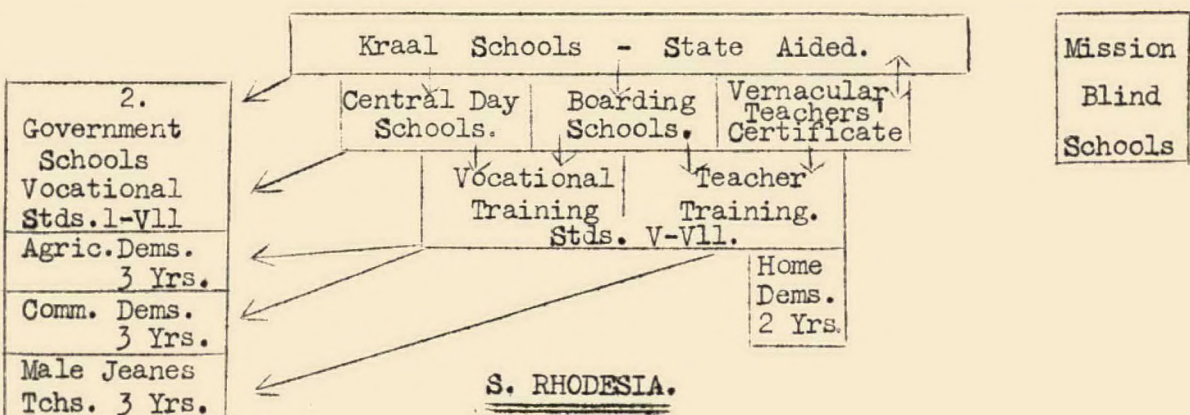 Kraal Schools - State Aided.
Mission
Blind
Schools
2.
Government
Schools
Vocational
Stds.1-Vll
Agric.Dems.
3 Yrs.
Comm. Dems.
3 Yrs.
Male Jeanes
Tchs. 3 Yrs.
Central Day
Schools.
Boarding
Schools.
Vernacular
Teachers'
Certificate
Vocational
Training
Teacher
Training.
Stds. V-Vll.
Home
Dems.
2 Yrs.
S. RHODESIA.